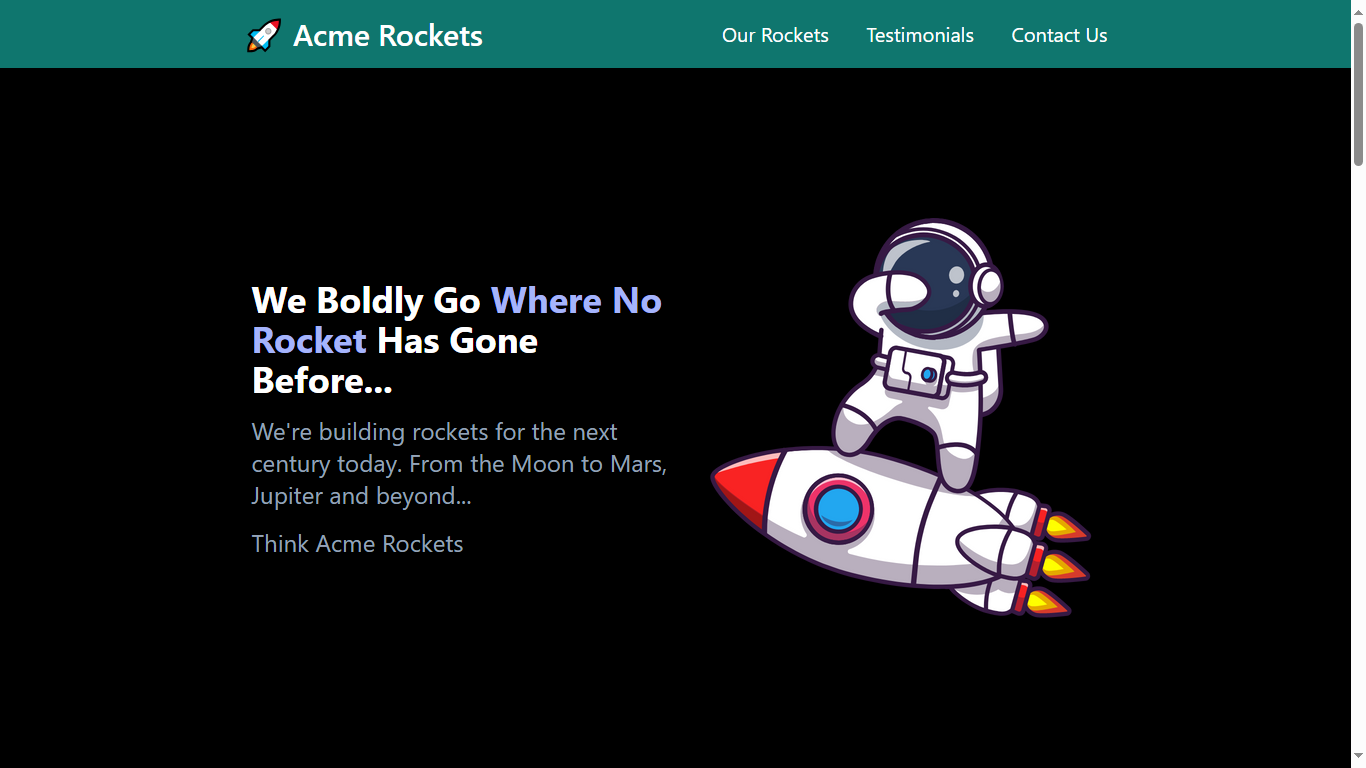 Acme Rockets
Our Rockets
Testimonials
Contact Us
We Boldly Go Where No
Rocket Has Gone
Before...
We're building rockets for the next
century today. From the Moon to Mars,
Jupiter and beyond...
Think Acme Rockets